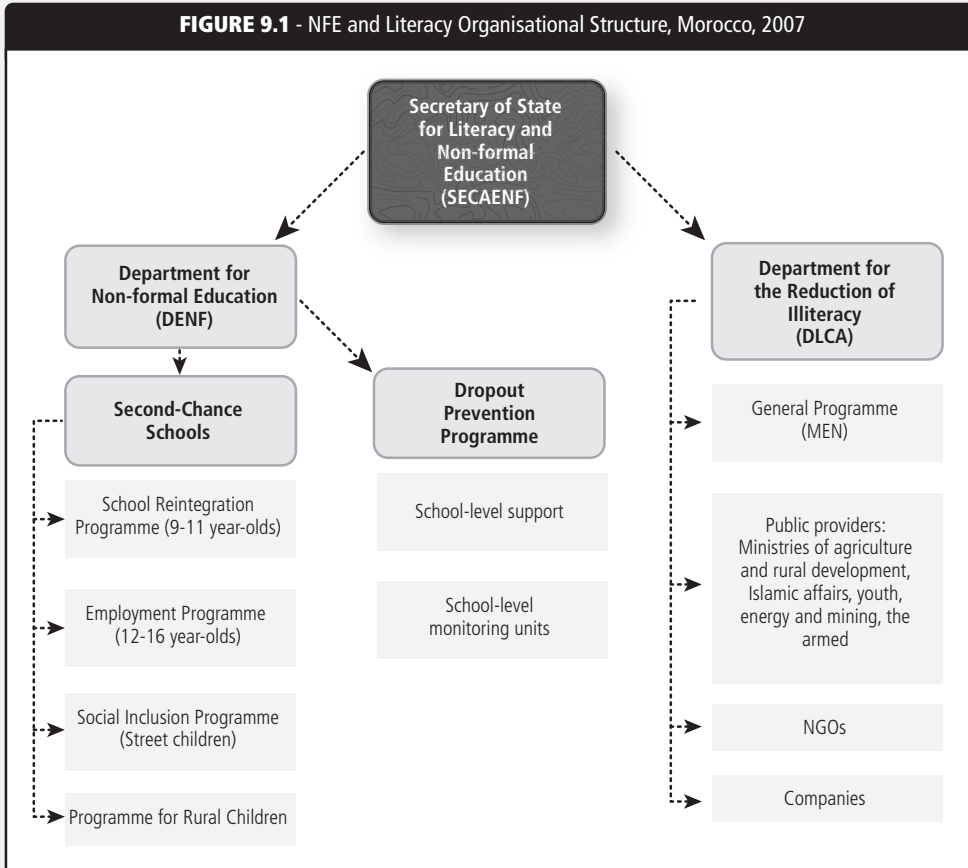 FIGURE 9.1 - NFE and Literacy Organisational Structure, Morocco, 2007
Secretary of State
for Literacy and
Non-formal
Education
(SECAENF)
Department for
Non-formal Education
(DENF)
Second-Chance
Schools
School Reintegration
Programme (9-11 year-olds)
Employment Programme
(12-16 year-olds)
Social Inclusion Programme
(Street children)
Programme for Rural Children
Dropout
Prevention
Programme
School-level support
School-level
monitoring units
Department for
the Reduction of
Illiteracy
(DLCA)
General Programme
(MEN)
Public providers:
Ministries of agriculture
and rural development,
Islamic affairs, youth,
energy and mining, the
armed
NGOs
Companies